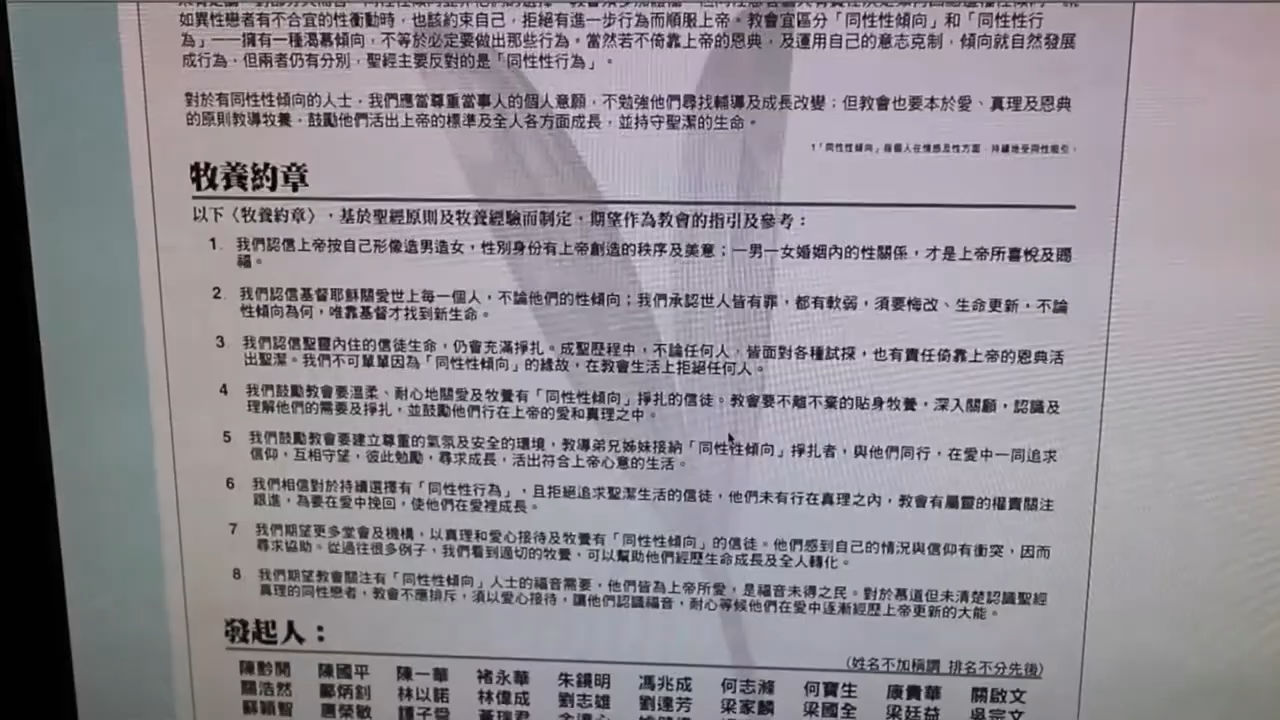 如異性患者有不合宜的性衝動時，也該約束自己，拒絕有進一步行為而順服上帝。教會宜區分「同性性傾向」和「同性性行
為」——擁有一種渴慕傾向，不等於必定要做出那些行為。當然若不倚靠上帝的恩典，及運用自己的意志克制，傾向就自然發展
成行為，但兩者仍有分別，聖經主要反對的是「同性性行為」。
對於有同性性傾向的人士，我們應當尊重當事人的個人意願，不勉強他們尋找輔導及成長改變；但教會也要本於愛、真理及恩典
的原則教導牧養，鼓勵他們活出上帝的標準及全人各方面成長，並持守聖潔的生命。
1「同性性傾向」指個人在情感及性方面，持續地受同性吸引。
牧養約章
以下〈牧養約章〉，基於聖經原則及牧養經驗而制定，期望作為教會的指引及參考：
1. 我們認信上帝按自己形像造男造女，性別身份有上帝創造的秩序及美意；一男一女婚姻內的性關係，才是上帝所喜悅及賜
福。
2. 我們認信基督耶穌關愛世上每一個人，不論他們的性傾向；我們承認世人皆有罪，都有軟弱，須要悔改、生命更新，不論
性傾向為何，唯靠基督才找到新生命。
3 我們認信聖靈內住的信徒生命，仍會充滿掙扎。成聖歷程中，不論任何人，皆面對各種試探，也有責任倚靠上帝的恩典活
出聖潔。我們不可單單因為「同性性傾向」的緣故，在教會生活上拒絕任何人。
4 我們鼓勵教會要溫柔、耐心地關愛及牧養有「同性性傾向」掙扎的信徒。教會要不離不棄的貼身牧養，深入關顧，認識及
理解他們的需要及掙扎，並鼓勵他們行在上帝的愛和真理之中。
5 我們鼓勵教會要建立尊重的氣氛及安全的環境，教導弟兄姊妹接納「同性性傾向」掙扎者，與他們同行，在愛中一同追求
信仰，互相守望，彼此勉勵，尋求成長，活出符合上帝心意的生活。
6 我們相信對於持續選擇有「同性性行為」，且拒絕追求聖潔生活的信徒，他們未有行在真理之內，教會有屬靈的權責關注
跟進，為要在愛中挽回，使他們在愛裡成長。
7 我們期望更多堂會及機構，以真理和愛心接待及牧養有「同性性傾向」的信徒。他們感到自己的情況與信仰有衝突，因而
尋求協助。從過往很多例子，我們看到適切的牧養，可以幫助他們經歷生命成長及全人轉化。
8 我們期望教會關注有「同性性傾向」人士的福音需要，他們皆為上帝所愛，是福音未得之民。對於慕道但未清楚認識聖經
真理的同性患者，教會不應排斥，須以愛心接待，讓他們認識福音，耐心等候他們在愛中逐漸經歷上帝更新的大能。
發起人：
(姓名不加稱謂 排名不分先後)
陳黔開 陳國平 陳一華 褚永華 朱鏡明 馮兆成 何志滌 何寶生 康貴華 關啟文
關浩然 鄺炳釗 林以諾 林偉成 劉志雄 劉達芳 梁家麟 梁國全 梁廷益 吳宗文
蘇穎智 唐榮敏